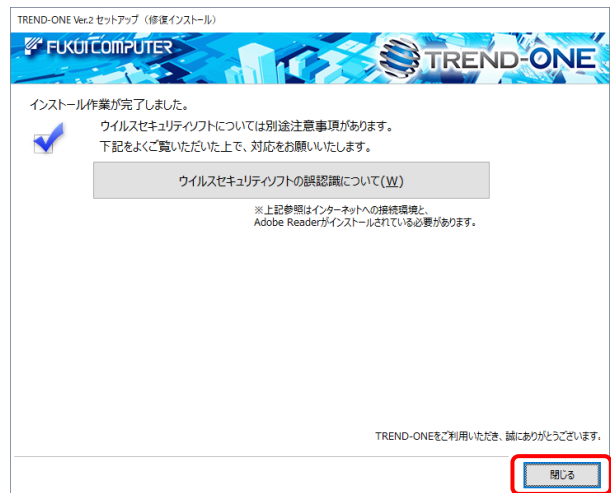 TREND-ONE Ver.2 セットアップ（修復インストール）
FUKUI COMPUTER
TREND-ONE
インストール作業が完了しました。
ウイルスセキュリティソフトについては別途注意事項があります。
下記をよくご覧いただいた上で、対応をお願いいたします。
ウイルスセキュリティソフトの誤認識について(W)
※上記参照はインターネットへの接続環境と、
Adobe Readerがインストールされている必要があります。
TREND-ONEをご利用いただき、誠にありがとうございます。
閉じる